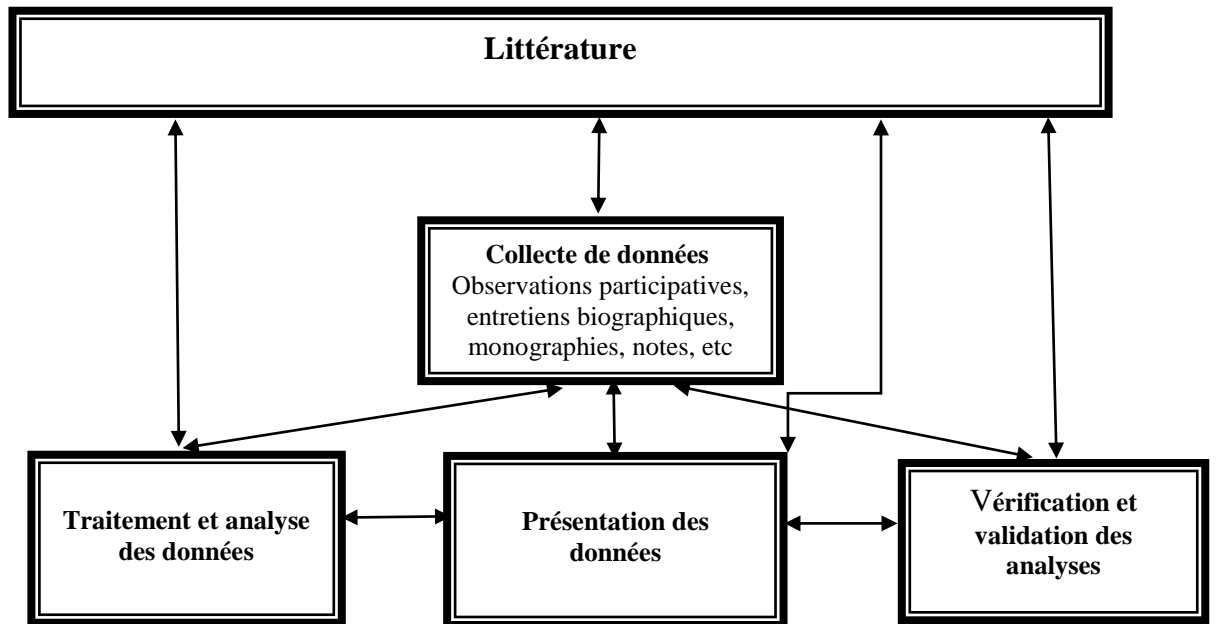 Littérature
Collecte de données
Observations participatives,
entretiens biographiques,
monographies, notes, etc
Traitement et analyse
des données
Présentation des
données
Vérification et
validation des
analyses